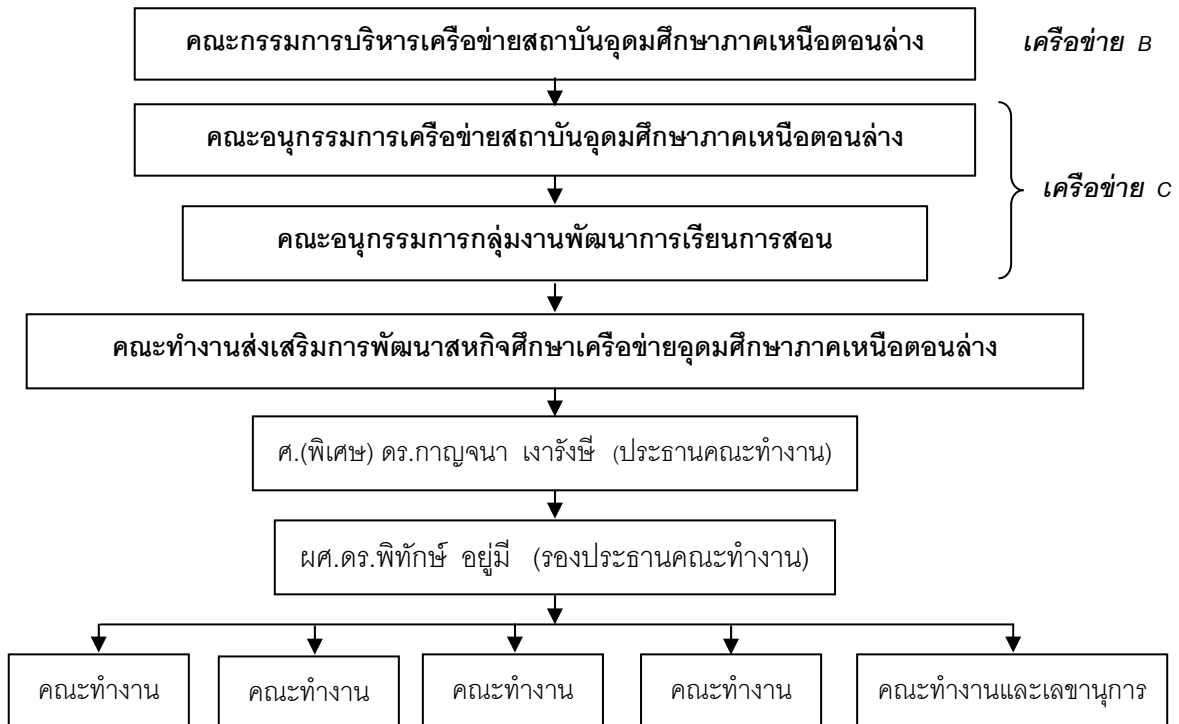 คณะกรรมการบริหารเครือข่ายสถาบันอุดมศึกษาภาคเหนือตอนล่าง
เครือข่าย B
คณะอนุกรรมการเครือข่ายสถาบันอุดมศึกษาภาคเหนือตอนล่าง
เครือข่าย C
คณะอนุกรรมการกลุ่มงานพัฒนาการเรียนการสอน
คณะทำงานส่งเสริมการพัฒนาสหกิจศึกษาเครือข่ายอุดมศึกษาภาคเหนือตอนล่าง
ศ.(พิเศษ) ดร.กาญจนา เงารังษี (ประธานคณะทำงาน)
ผศ.ดร.พิทักษ์ อยู่มี (รองประธานคณะทำงาน)
คณะทำงาน
คณะทำงาน
คณะทำงาน
คณะทำงาน
คณะทำงานและเลขานุการ